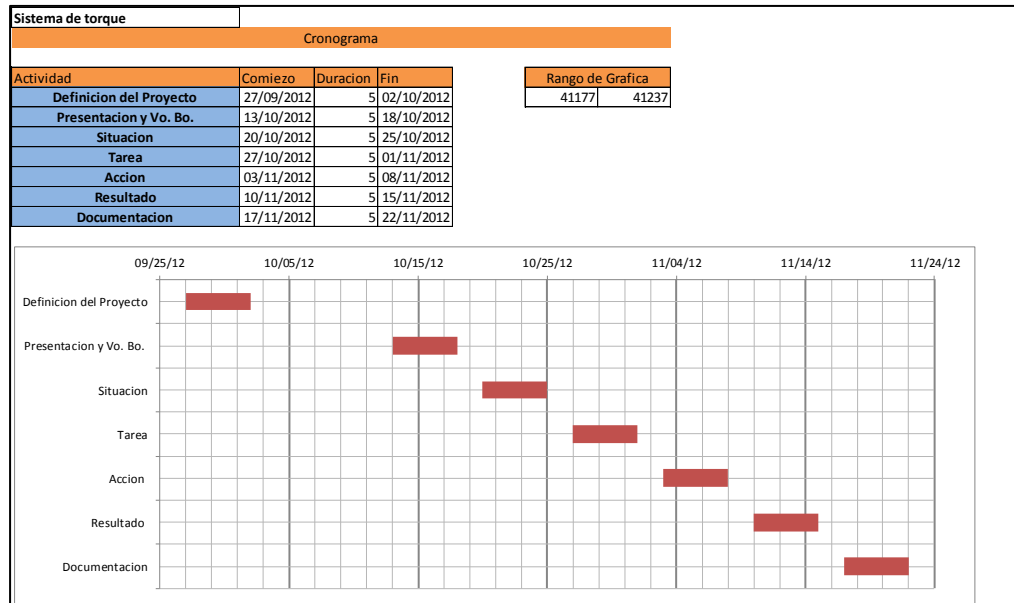 Sistema de torque
Cronograma
Actividad Comiezo Duracion Fin Rango de Grafica
Definicion del Proyecto 27/09/2012 5 02/10/2012 41177 41237
Presentacion y Vo. Bo. 13/10/2012 5 18/10/2012
Situacion 20/10/2012 5 25/10/2012
Tarea 27/10/2012 5 01/11/2012
Accion 03/11/2012 5 08/11/2012
Resultado 10/11/2012 5 15/11/2012
Documentacion 17/11/2012 5 22/11/2012
09/25/12 10/05/12 10/15/12 10/25/12 11/04/12 11/14/12 11/24/12
Definicion del Proyecto
Presentacion y Vo. Bo.
Situacion
Tarea
Accion
Resultado
Documentacion